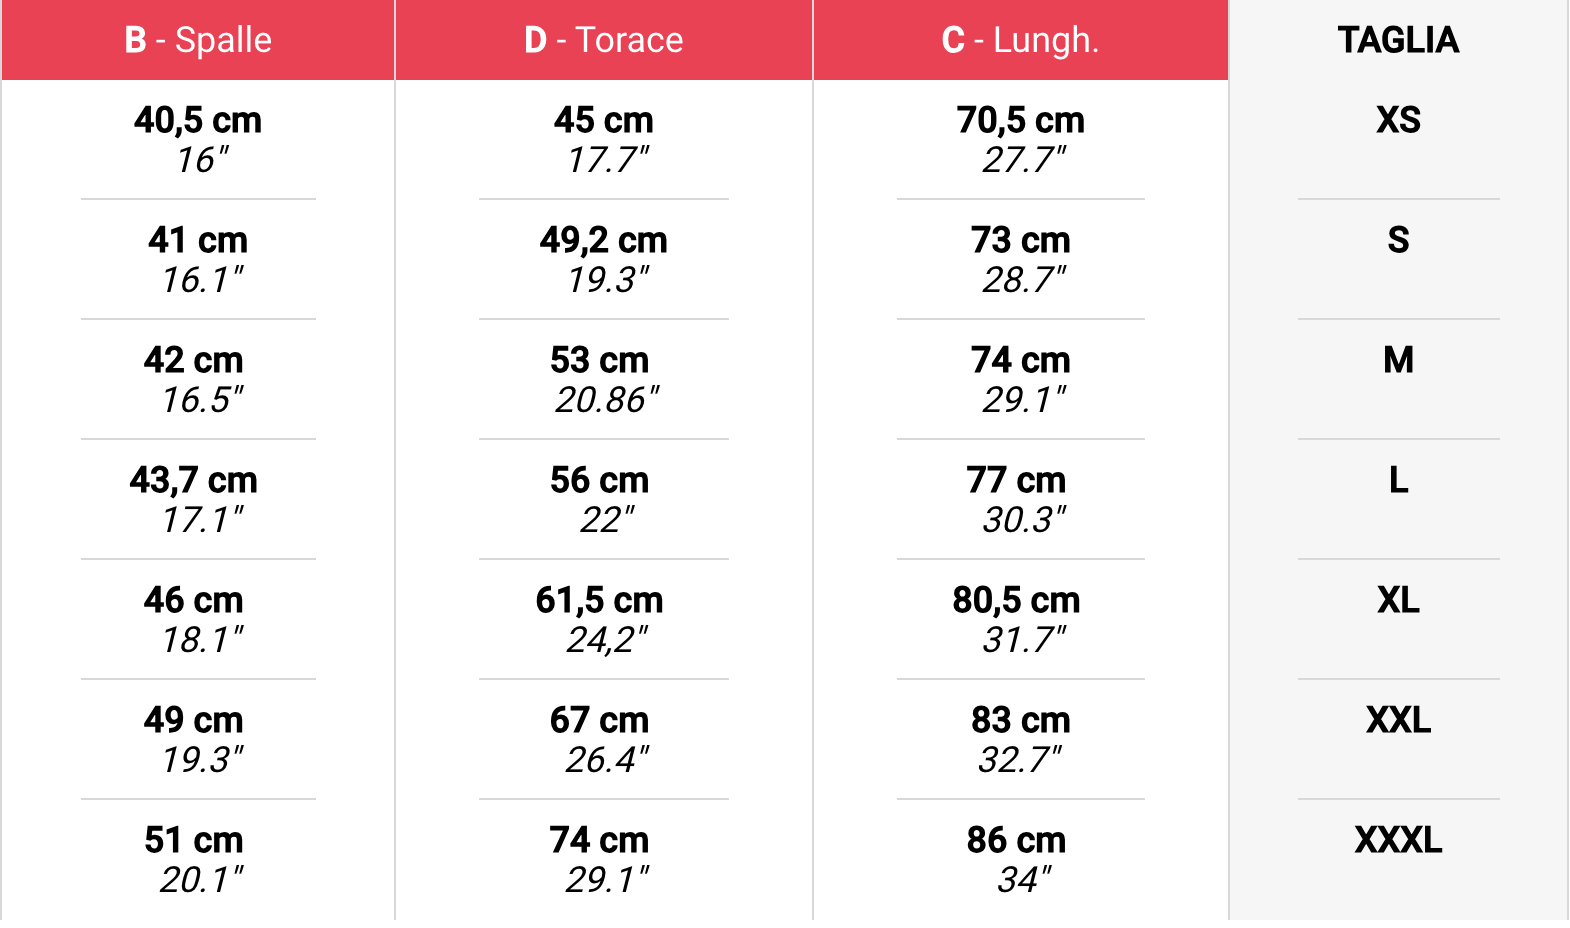 B - Spalle D - Torace C - Lungh. TAGLIA
40,5 cm 45 cm 70,5 cm XS
16" 17.7" 27.7"
41 cm 49,2 cm 73 cm S
16.1" 19.3" 28.7"
42 cm 53 cm 74 cm M
16.5" 20.86" 29.1"
43,7 cm 56 cm 77 cm L
17.1" 22" 30.3"
46 cm 61,5 cm 80,5 cm XL
18.1" 24,2" 31.7"
49 cm 67 cm 83 cm XXL
19.3" 26.4" 32.7"
51 cm 74 cm 86 cm XXXL
20.1" 29.1" 34"